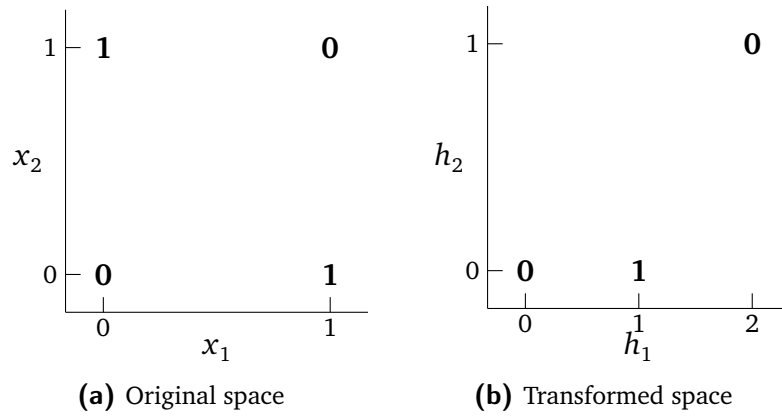 1 1 0
x₂
0 0 1
0 1
x₁
(a) Original space
1 0
h₂
0 0 1
0 1 2
h₁
(b) Transformed space